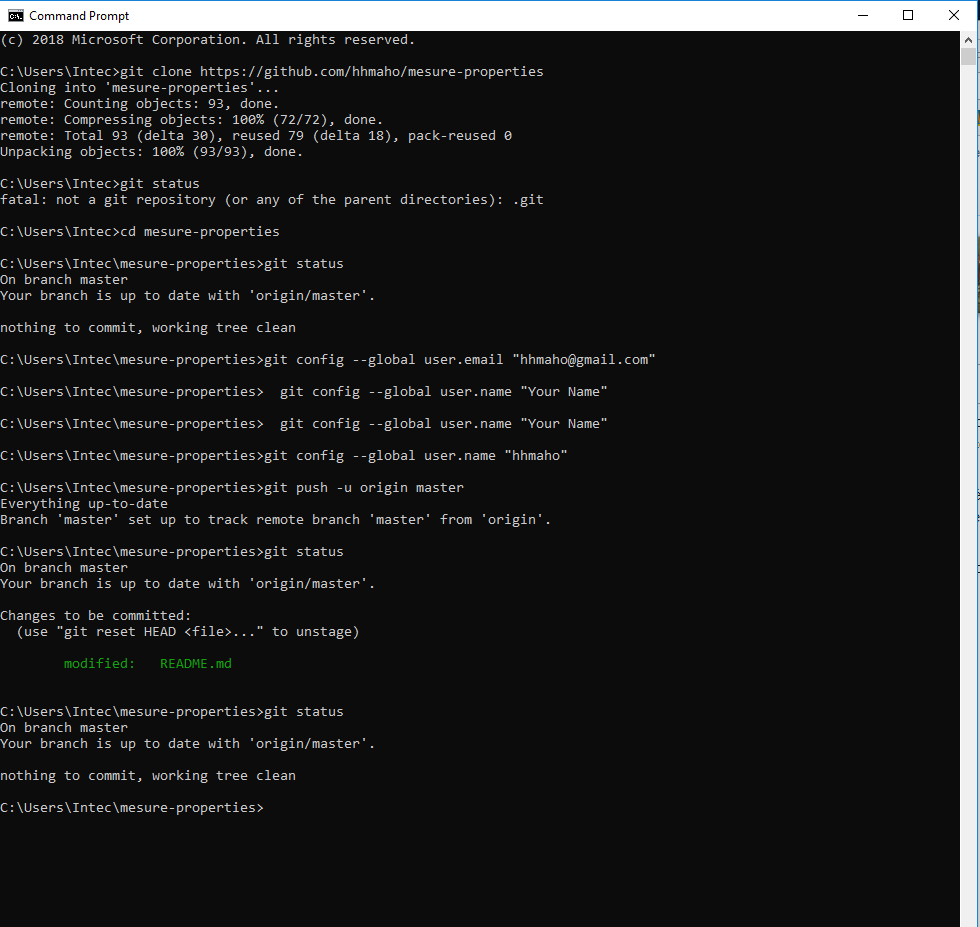 Command Prompt
(c) 2018 Microsoft Corporation. All rights reserved.
C:\Users\Intec>git clone https://github.com/hhmaho/mesure-properties
Cloning into 'mesure-properties'...
remote: Counting objects: 93, done.
remote: Compressing objects: 100% (72/72), done.
remote: Total 93 (delta 30), reused 79 (delta 18), pack-reused 0
Unpacking objects: 100% (93/93), done.
C:\Users\Intec>git status
fatal: not a git repository (or any of the parent directories): .git
C:\Users\Intec>cd mesure-properties
C:\Users\Intec\mesure-properties>git status
On branch master
Your branch is up to date with 'origin/master'.
nothing to commit, working tree clean
C:\Users\Intec\mesure-properties>git config --global user.email "hhmaho@gmail.com"
C:\Users\Intec\mesure-properties>  git config --global user.name "Your Name"
C:\Users\Intec\mesure-properties>  git config --global user.name "Your Name"
C:\Users\Intec\mesure-properties>git config --global user.name "hhmaho"
C:\Users\Intec\mesure-properties>git push -u origin master
Everything up-to-date
Branch 'master' set up to track remote branch 'master' from 'origin'.
C:\Users\Intec\mesure-properties>git status
On branch master
Your branch is up to date with 'origin/master'.
Changes to be committed:
  (use "git reset HEAD <file>..." to unstage)
        modified:   README.md
C:\Users\Intec\mesure-properties>git status
On branch master
Your branch is up to date with 'origin/master'.
nothing to commit, working tree clean
C:\Users\Intec\mesure-properties>